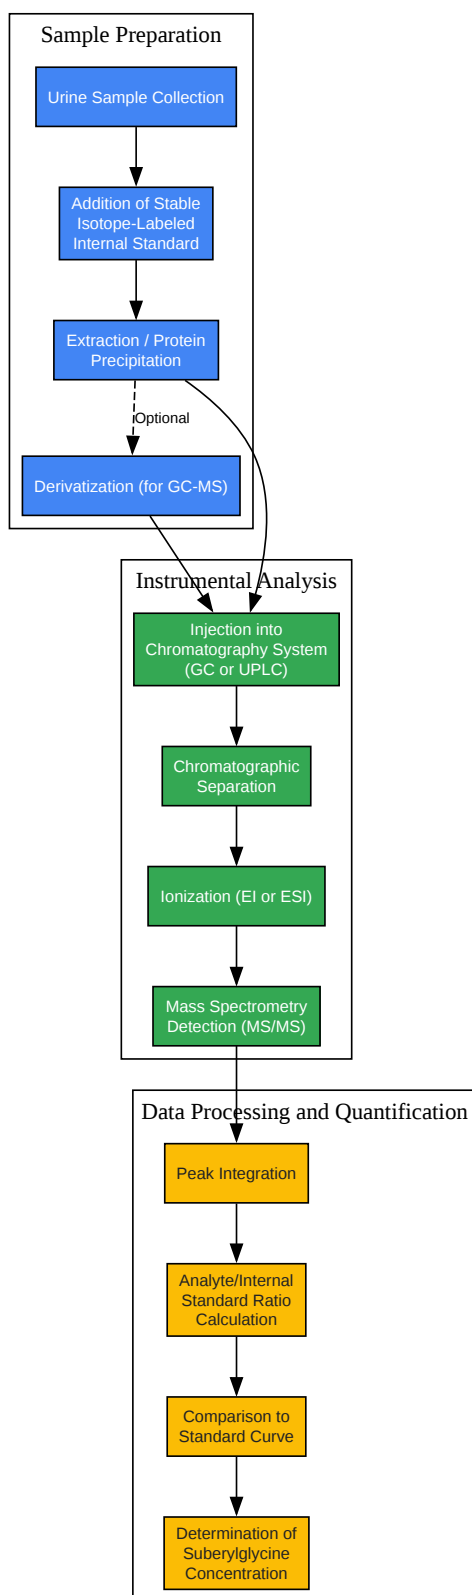 Sample Preparation
Urine Sample Collection
Addition of Stable
Isotope-Labeled
Internal Standard
Extraction / Protein
Precipitation
Optional
Derivatization (for GC-MS)
Instrumental Analysis
Injection into
Chromatography System
(GC or UPLC)
Chromatographic
Separation
Ionization (EI or ESI)
Mass Spectrometry
Detection (MS/MS)
Data Processing and Quantification
Peak Integration
Analyte/Internal
Standard Ratio
Calculation
Comparison to
Standard Curve
Determination of
Suberylglycine
Concentration